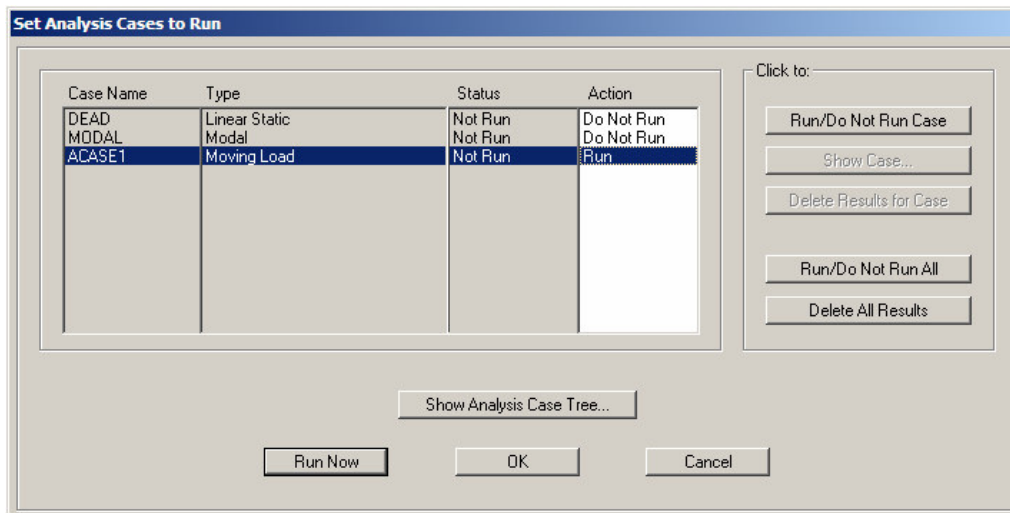 Set Analysis Cases to Run
Click to:
Case Name Type Status Action
DEAD Linear Static Not Run Do Not Run
MODAL Modal Not Run Do Not Run
ACASE1 Moving Load Not Run Run
Run/Do Not Run Case
Show Case...
Delete Results for Case
Run/Do Not Run All
Delete All Results
Show Analysis Case Tree...
Run Now OK Cancel